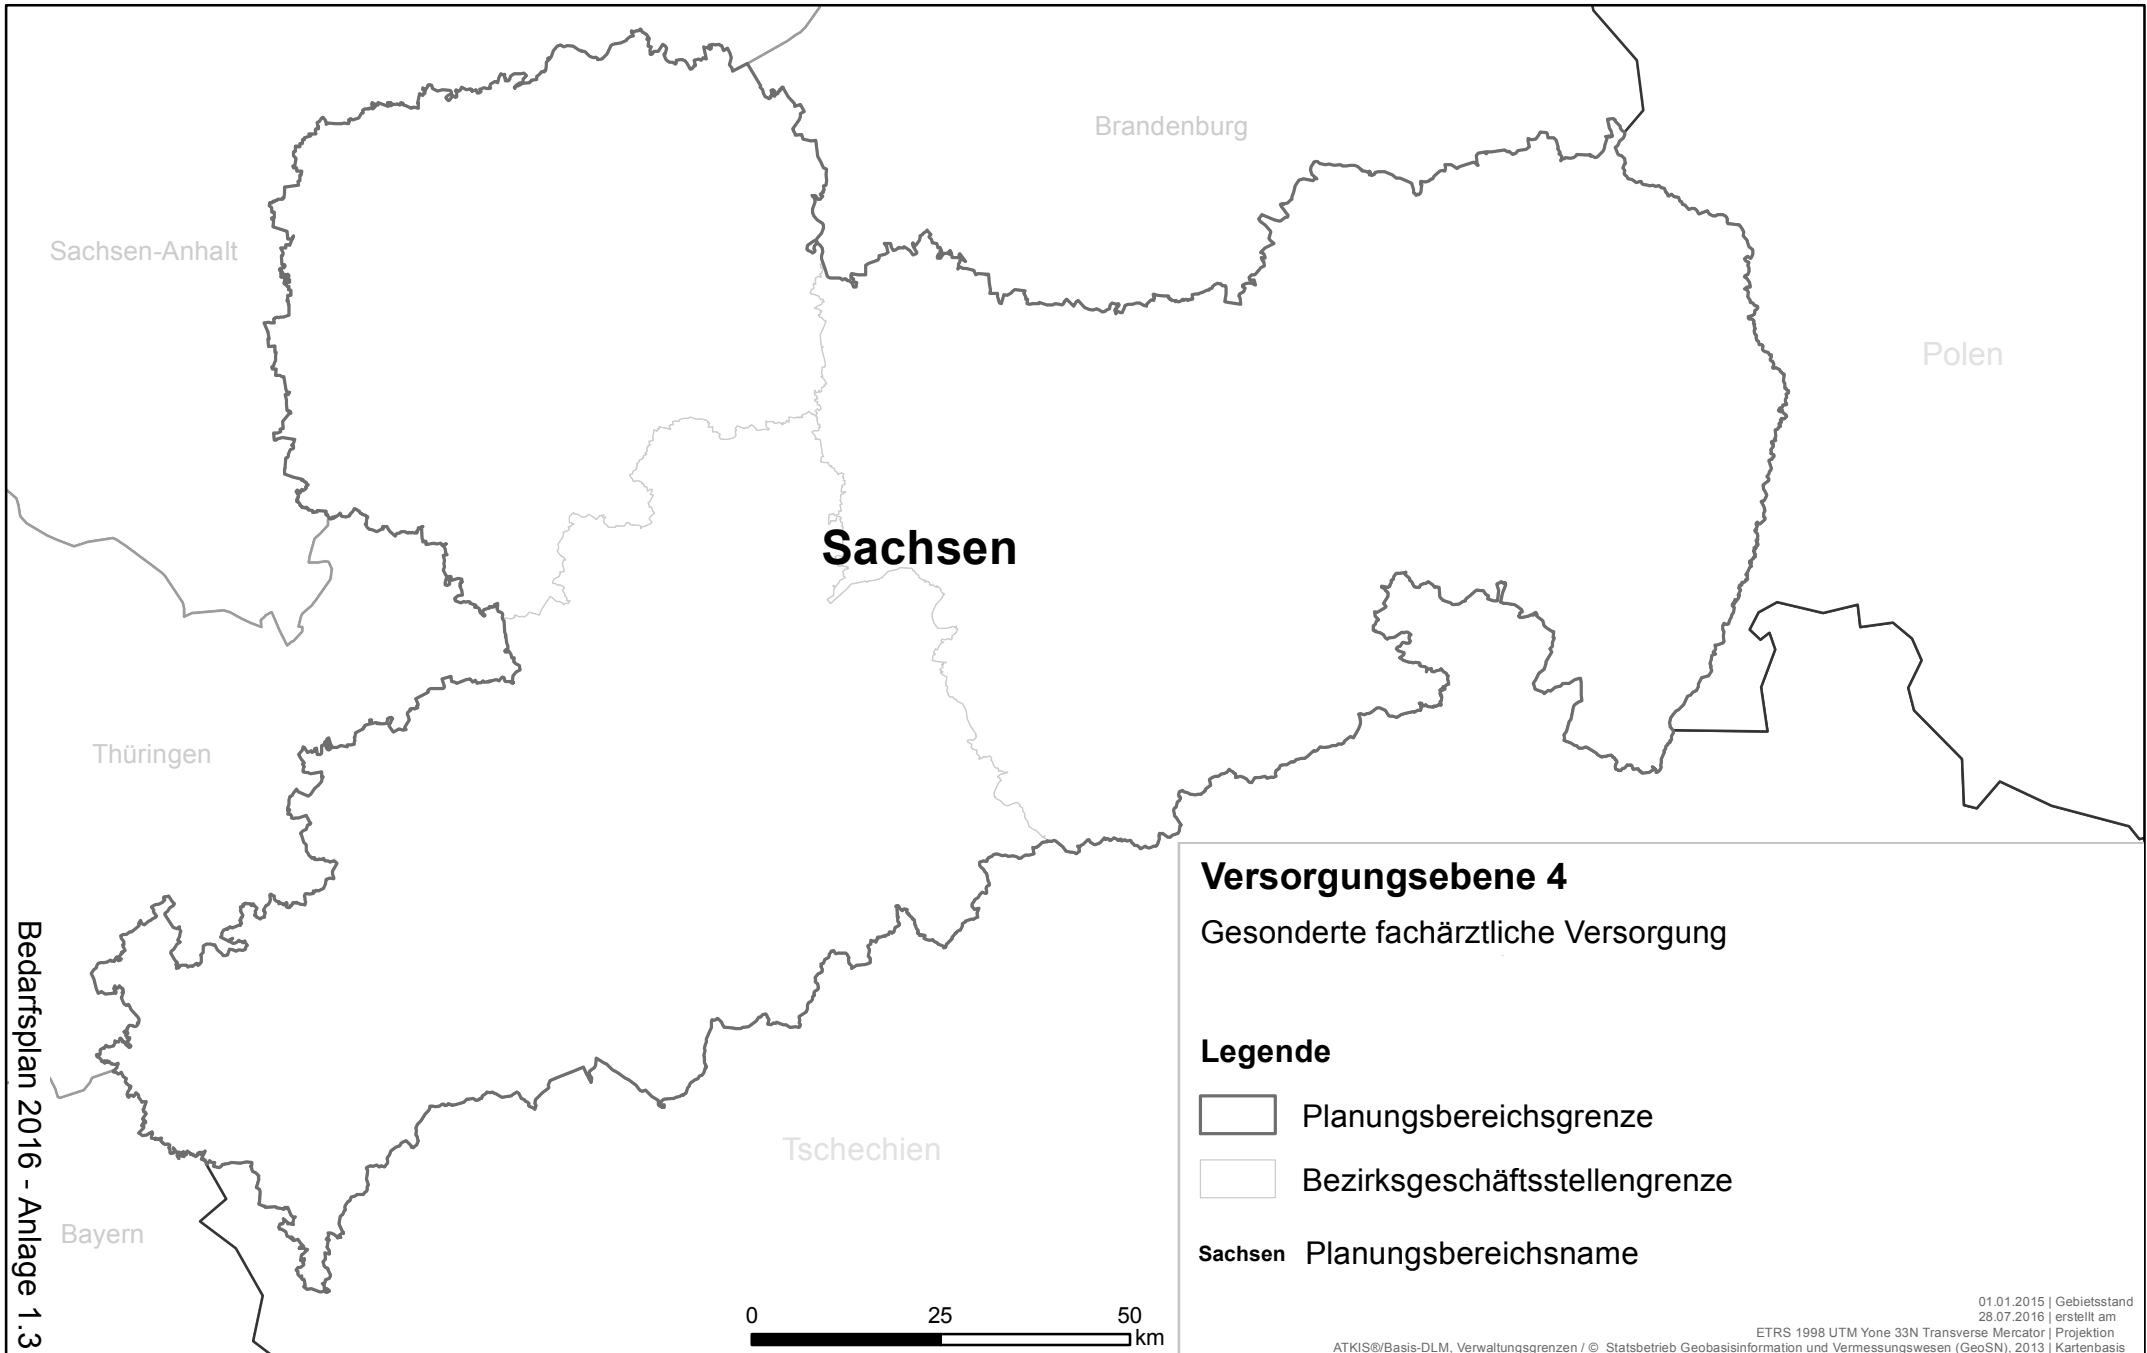 Brandenburg
Sachsen-Anhalt
Polen
Sachsen
Thüringen
Tschechien
Bayern
Bedarfsplan 2016 - Anlage 1.3
Versorgungsebene 4
Gesonderte fachärztliche Versorgung
Legende
Planungsbereichsgrenze
Bezirksgeschäftsstellengrenze
Sachsen Planungsbereichsname
0 25 50
km
01.01.2015 | Gebietsstand
28.07.2016 | erstellt am
ETRS 1998 UTM Yone 33N Transverse Mercator | Projektion
ATKIS®/Basis-DLM, Verwaltungsgrenzen / © Statsbetrieb Geobasisinformation und Vermessungswesen (GeoSN), 2013 | Kartenbasis